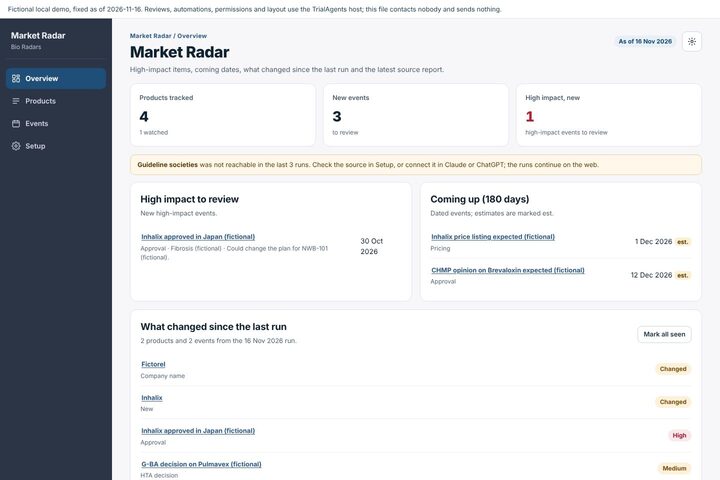 Fictional local demo, fixed as of 2026-11-16. Reviews, automations, permissions and layout use the TrialAgents host; this file contacts nobody and sends nothing.
Market Radar
Bio Radars
Overview
Products
Events
Setup
Market Radar / Overview
Market Radar
High-impact items, coming dates, what changed since the last run and the latest source report.
As of 16 Nov 2026
Products tracked
4
1 watched
New events
3
to review
High impact, new
1
high-impact events to review
Guideline societies was not reachable in the last 3 runs. Check the source in Setup, or connect it in Claude or ChatGPT; the runs continue on the web.
High impact to review
New high-impact events.
Inhalix approved in Japan (fictional)
Approval · Fibrosis (fictional) · Could change the plan for NWB-101
(fictional).
30 Oct
2026
Coming up (180 days)
Dated events; estimates are marked est.
Inhalix price listing expected (fictional)
Pricing
1 Dec 2026 est.
CHMP opinion on Brevaloxin expected (fictional)
Approval
12 Dec 2026 est.
What changed since the last run
2 products and 2 events from the 16 Nov 2026 run.
Mark all seen
Fictorel
Company name
Changed
Inhalix
New
Changed
Inhalix approved in Japan (fictional)
Approval
High
G-BA decision on Pulmavex (fictional)
HTA decision
Medium